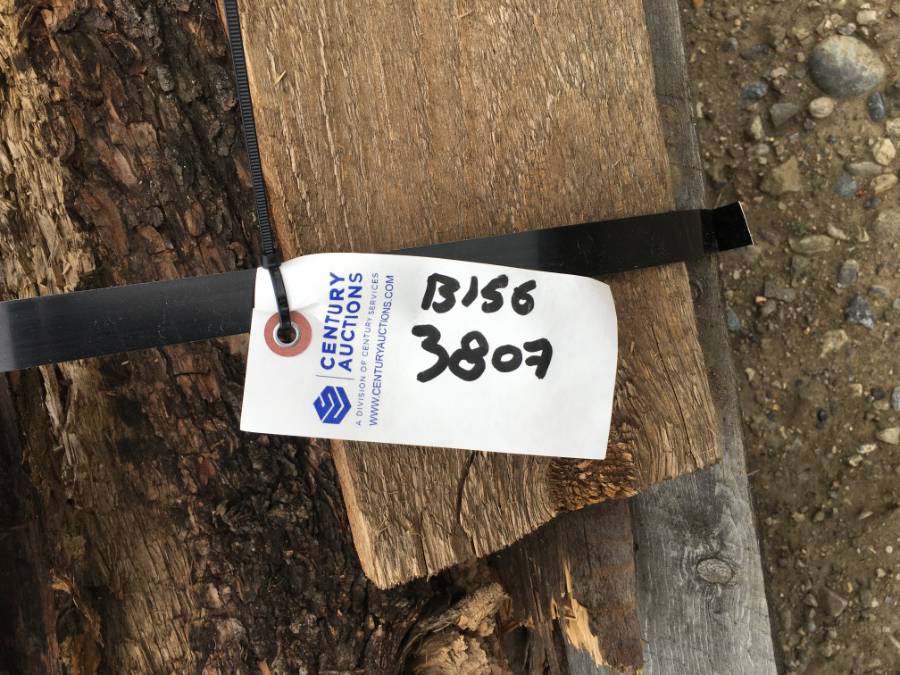 CENTURY
AUCTIONS
A DIVISION OF CENTURY SERVICES
WWW.CENTURYAUCTIONS.COM
B156
3807